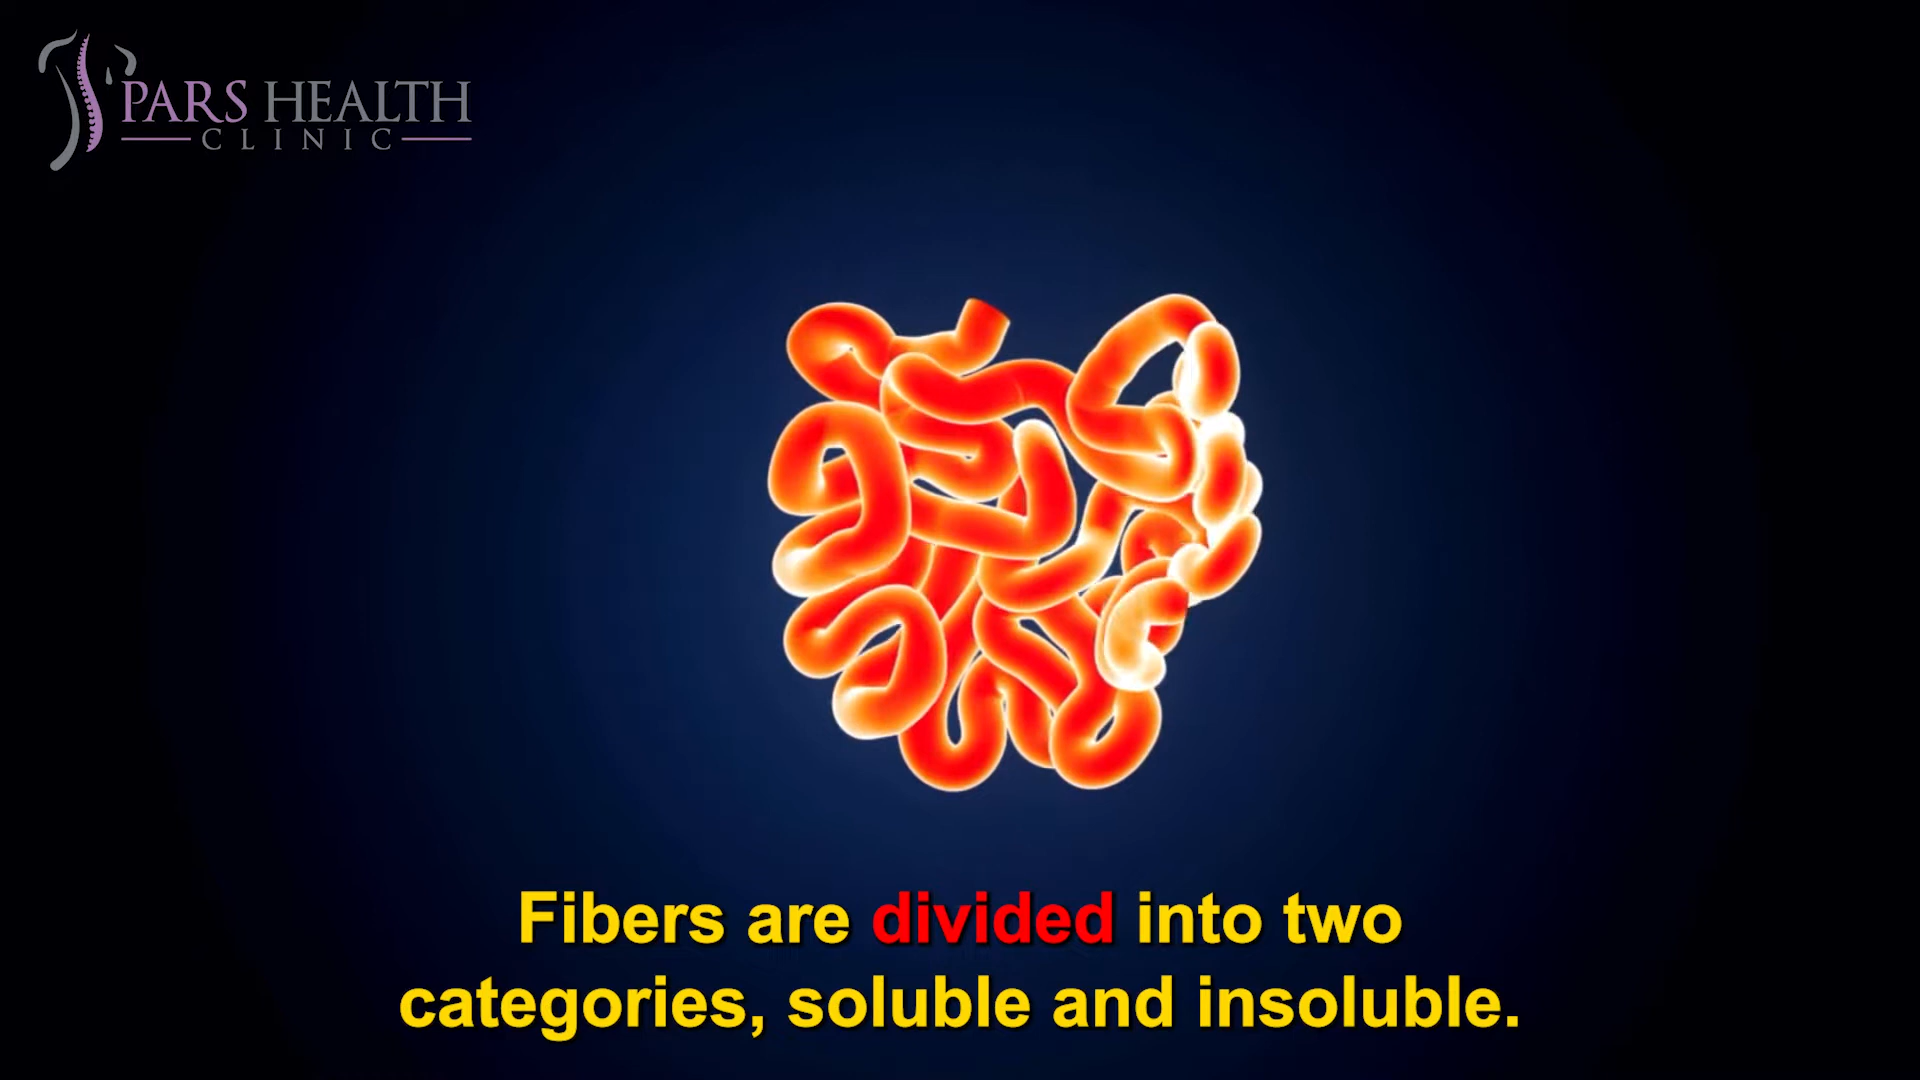 PARS HEALTH
CLINIC
Fibers are divided into two
categories, soluble and insoluble.